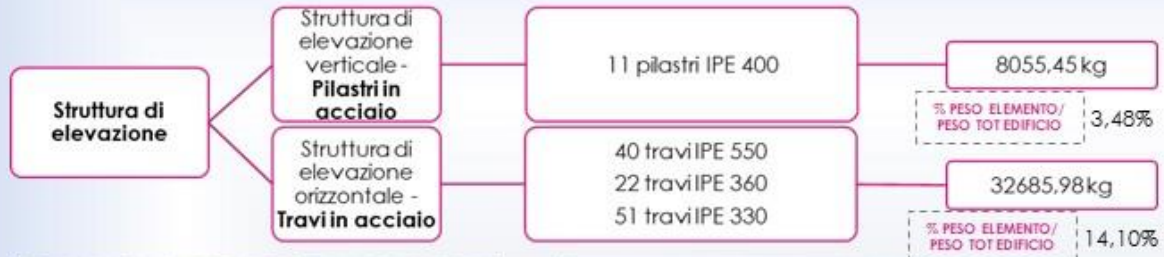 Struttura di
elevazione
Struttura di
elevazione
verticale -
Pilastri in
acciaio
11 pilastri IPE 400
8055,45 kg
% PESO ELEMENTO/
PESO TOT EDIFICIO
3,48%
Struttura di
elevazione
orizzontale -
Travi in acciaio
40 travi IPE 550
22 travi IPE 360
51 travi IPE 330
32685,98 kg
% PESO ELEMENTO/
PESO TOT EDIFICIO
14,10%